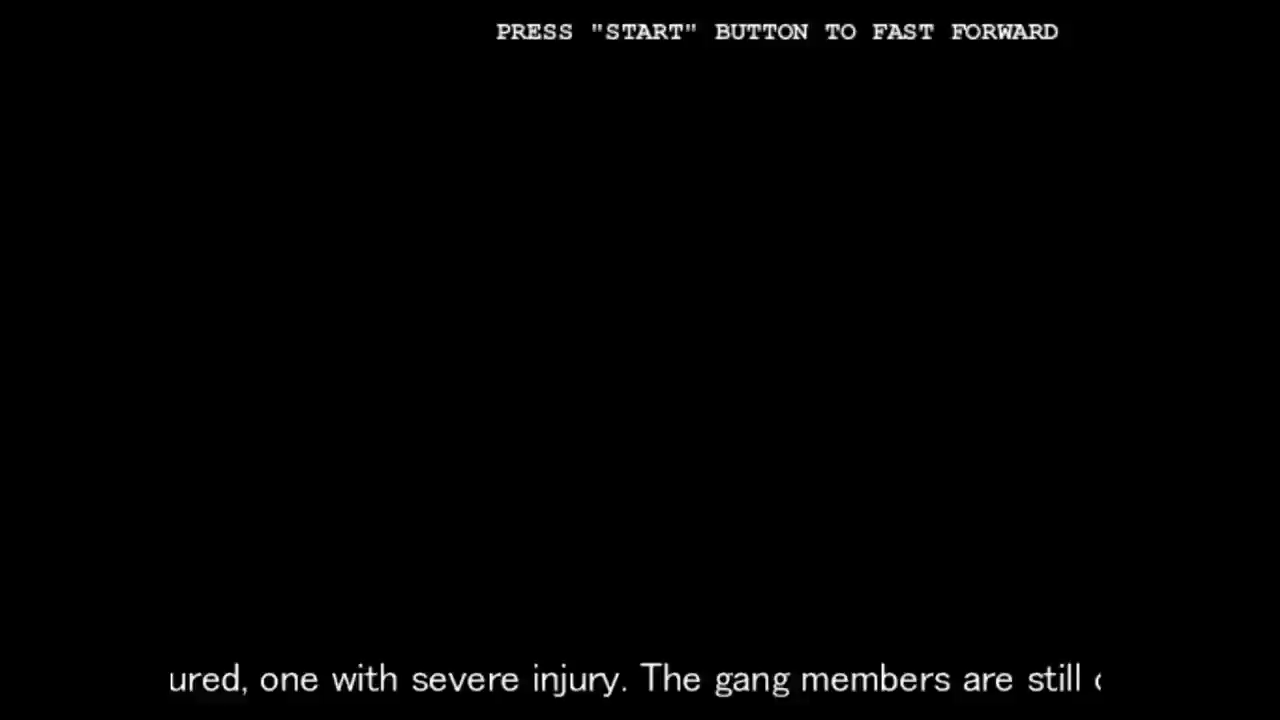 PRESS "START" BUTTON TO FAST FORWARD
ured, one with severe injury. The gang members are still